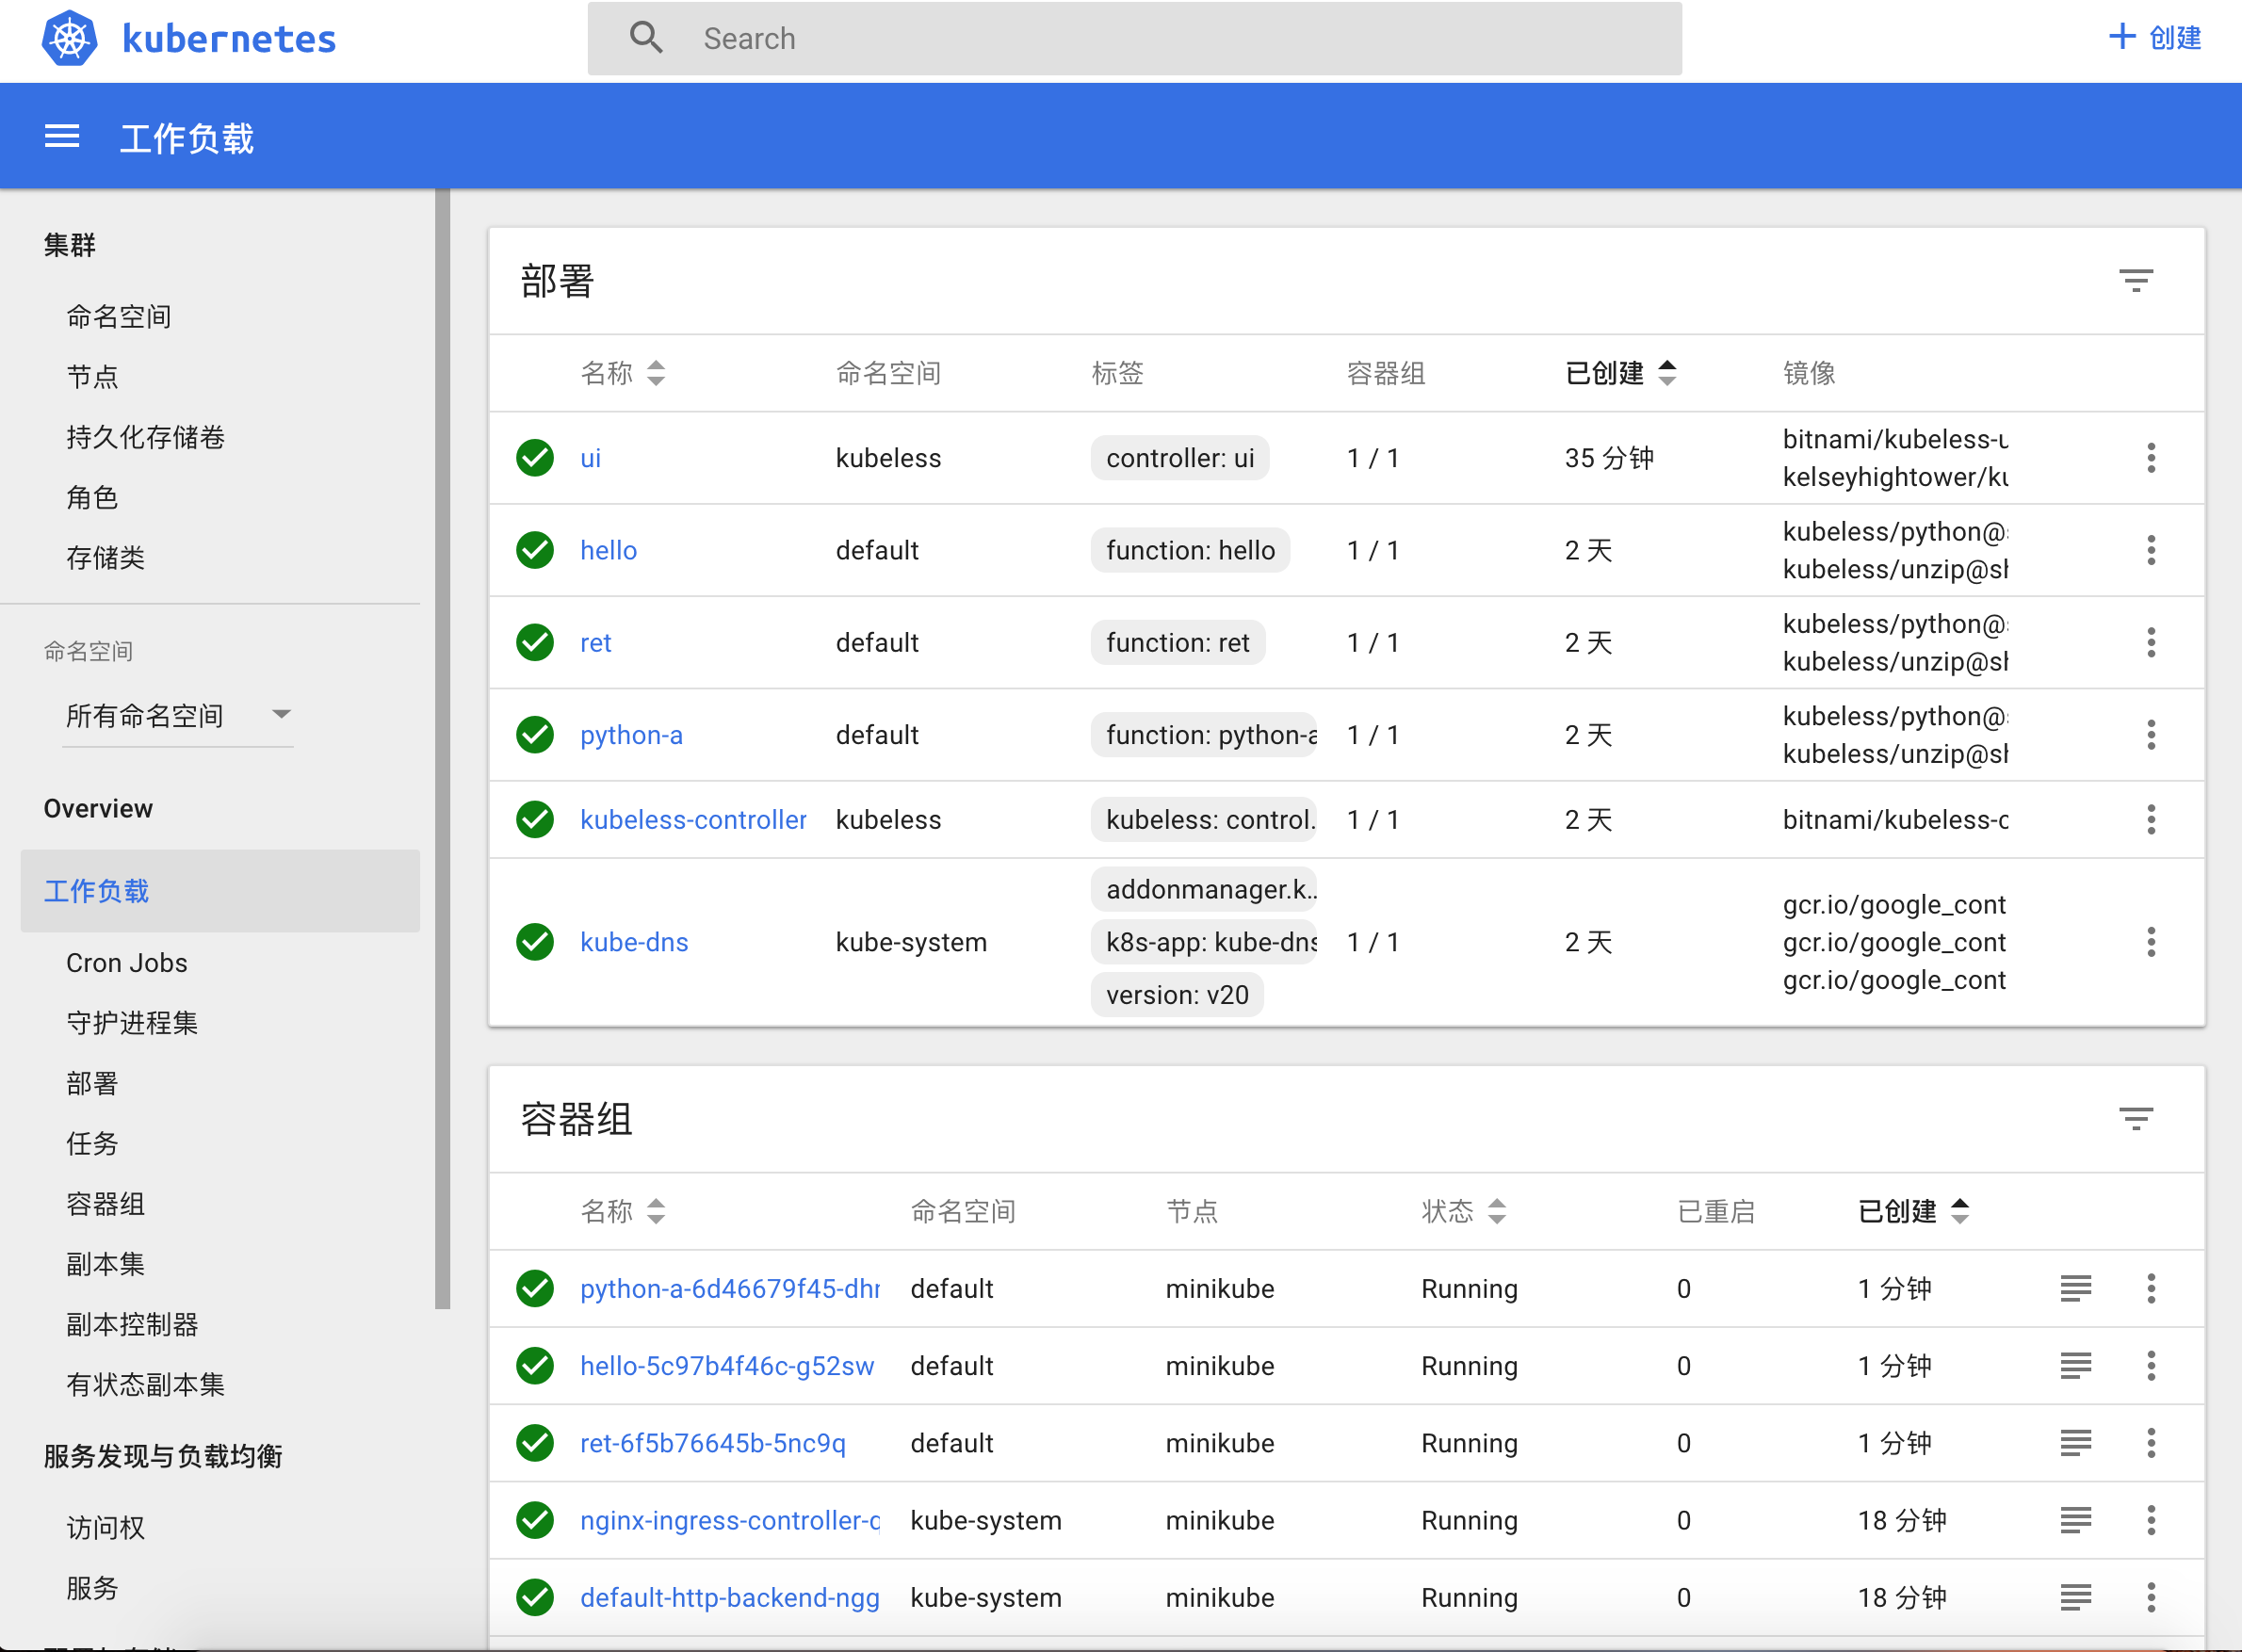 kubernetes
Search
创建
工作负载
集群
命名空间
节点
持久化存储卷
角色
存储类
命名空间
所有命名空间
Overview
工作负载
Cron Jobs
守护进程集
部署
任务
容器组
副本集
副本控制器
有状态副本集
服务发现与负载均衡
访问权
服务
部署
名称 命名空间 标签 容器组 已创建 镜像
ui kubeless controller: ui 1 / 1 35 分钟 bitnami/kubeless-u
kelseyhightower/ku
hello default function: hello 1 / 1 2 天 kubeless/python@
kubeless/unzip@sh
ret default function: ret 1 / 1 2 天 kubeless/python@
kubeless/unzip@sh
python-a default function: python-a 1 / 1 2 天 kubeless/python@
kubeless/unzip@sh
kubeless-controller kubeless kubeless: control.. 1 / 1 2 天 bitnami/kubeless-c
kube-dns kube-system addonmanager.k... 1 / 1 2 天 gcr.io/google_cont
k8s-app: kube-dns gcr.io/google_cont
version: v20 gcr.io/google_cont
容器组
名称 命名空间 节点 状态 已重启 已创建
python-a-6d46679f45-dhr default minikube Running 0 1 分钟
hello-5c97b4f46c-g52sw default minikube Running 0 1 分钟
ret-6f5b76645b-5nc9q default minikube Running 0 1 分钟
nginx-ingress-controller-q kube-system minikube Running 0 18 分钟
default-http-backend-ngg kube-system minikube Running 0 18 分钟